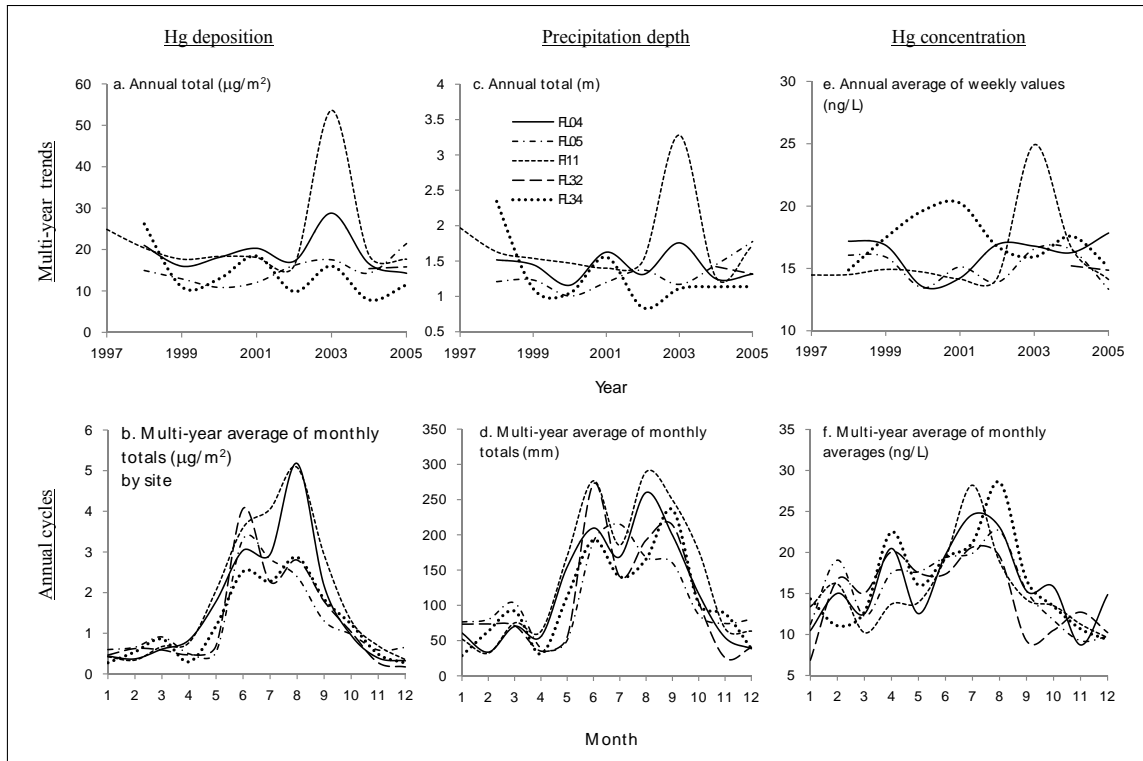 Hg deposition
Precipitation depth
Hg concentration
Multi-year trends
a. Annual total (µg/m²)
60
50
40
30
20
10
0
1997 1999 2001 2003 2005
c. Annual total (m)
4
3.5
3
2.5
2
1.5
1
0.5
FL04
FL05
Fl11
FL32
FL34
1997 1999 2001 2003 2005
e. Annual average of weekly values
(ng/L)
30
25
20
15
10
1997 1999 2001 2003 2005
Year
Annual cycles
b. Multi-year average of monthly
totals (µg/m²)
by site
6
5
4
3
2
1
0
1 2 3 4 5 6 7 8 9 10 11 12
d. Multi-year average of monthly
totals (mm)
350
300
250
200
150
100
50
0
1 2 3 4 5 6 7 8 9 10 11 12
f. Multi-year average of monthly
averages (ng/L)
35
30
25
20
15
10
5
1 2 3 4 5 6 7 8 9 10 11 12
Month